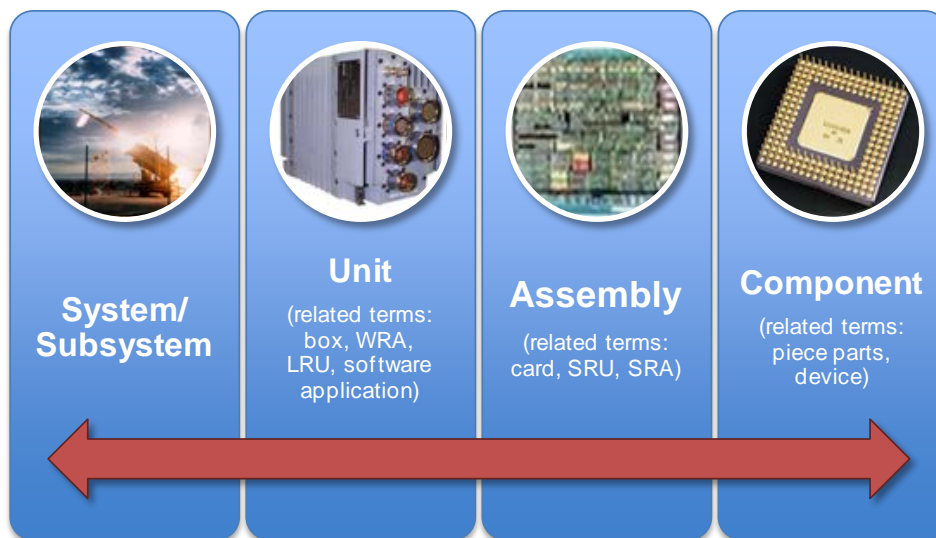 System/
Subsystem
Unit
(related terms:
box, WRA,
LRU, software
application)
Assembly
(related terms:
card, SRU, SRA)
Component
(related terms:
piece parts,
device)